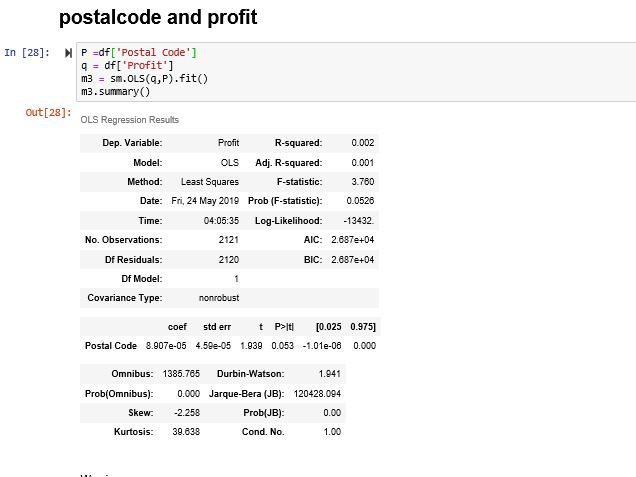 postalcode and profit
In [28]:
P =df['Postal Code']
q = df['Profit']
m3 = sm.OLS(q,P).fit()
m3.summary()
Out[28]:
OLS Regression Results
Dep. Variable: Profit R-squared: 0.002
Model: OLS Adj. R-squared: 0.001
Method: Least Squares F-statistic: 3.760
Date: Fri, 24 May 2019 Prob (F-statistic): 0.0526
Time: 04:05:35 Log-Likelihood: -13432.
No. Observations: 2121 AIC: 2.687e+04
Df Residuals: 2120 BIC: 2.687e+04
Df Model: 1
Covariance Type: nonrobust
coef std err t P>|t| [0.025 0.975]
Postal Code 8.907e-05 4.59e-05 1.939 0.053 -1.01e-06 0.000
Omnibus: 1385.765 Durbin-Watson: 1.941
Prob(Omnibus): 0.000 Jarque-Bera (JB): 120428.094
Skew: -2.258 Prob(JB): 0.00
Kurtosis: 39.638 Cond. No. 1.00